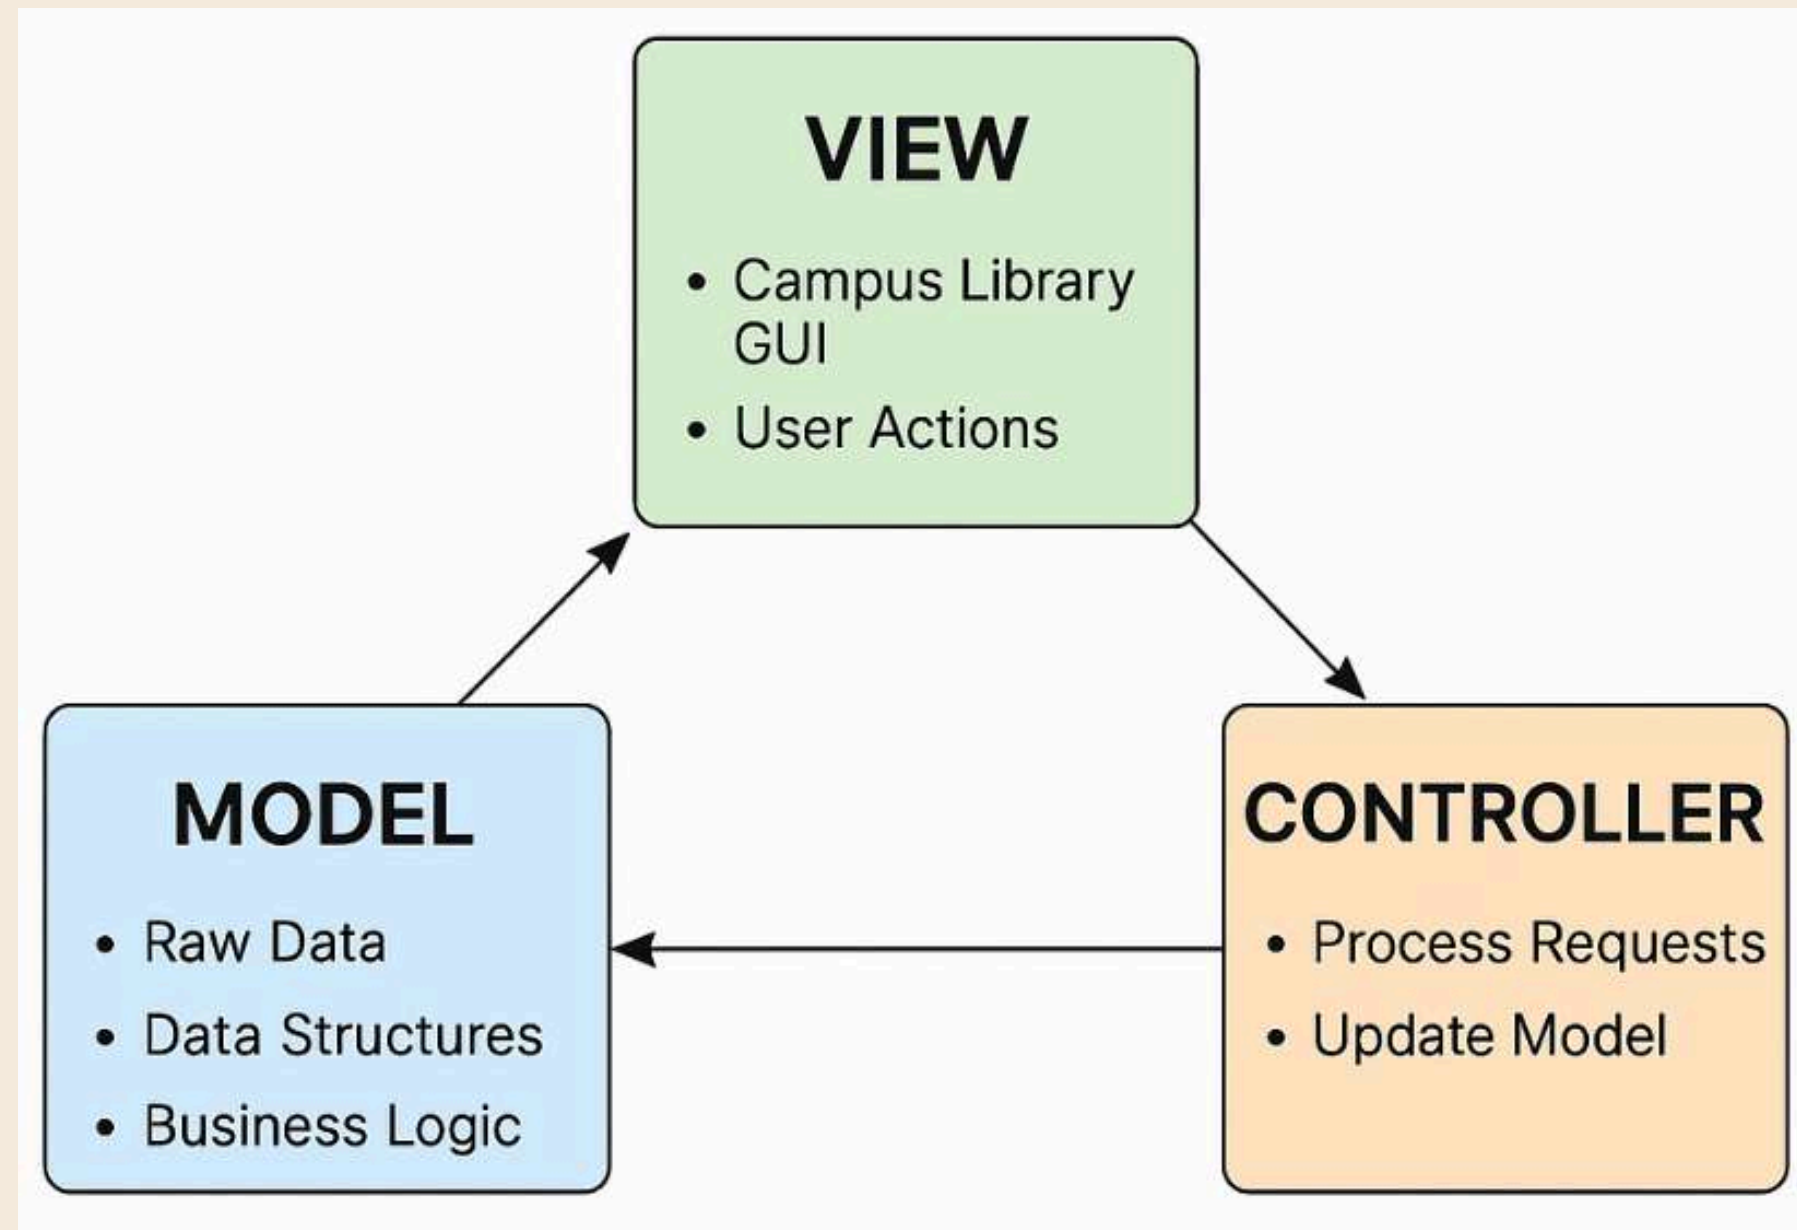 VIEW
• Campus Library
GUI
• User Actions
MODEL
• Raw Data
• Data Structures
• Business Logic
CONTROLLER
• Process Requests
• Update Model